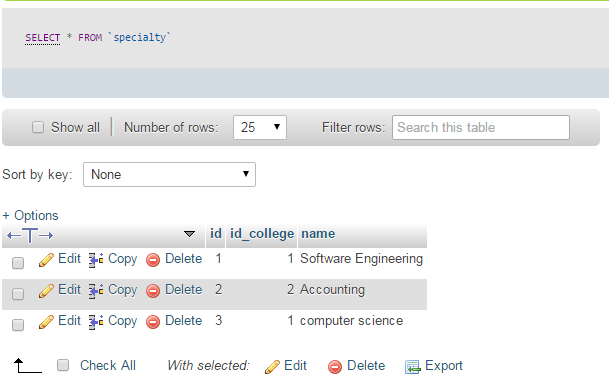 SELECT * FROM `specialty`
Show all Number of rows: 25 Filter rows: Search this table
Sort by key: None
+ Options
id id_college name
Edit Copy Delete 1 1 Software Engineering
Edit Copy Delete 2 2 Accounting
Edit Copy Delete 3 1 computer science
Check All With selected: Edit Delete Export